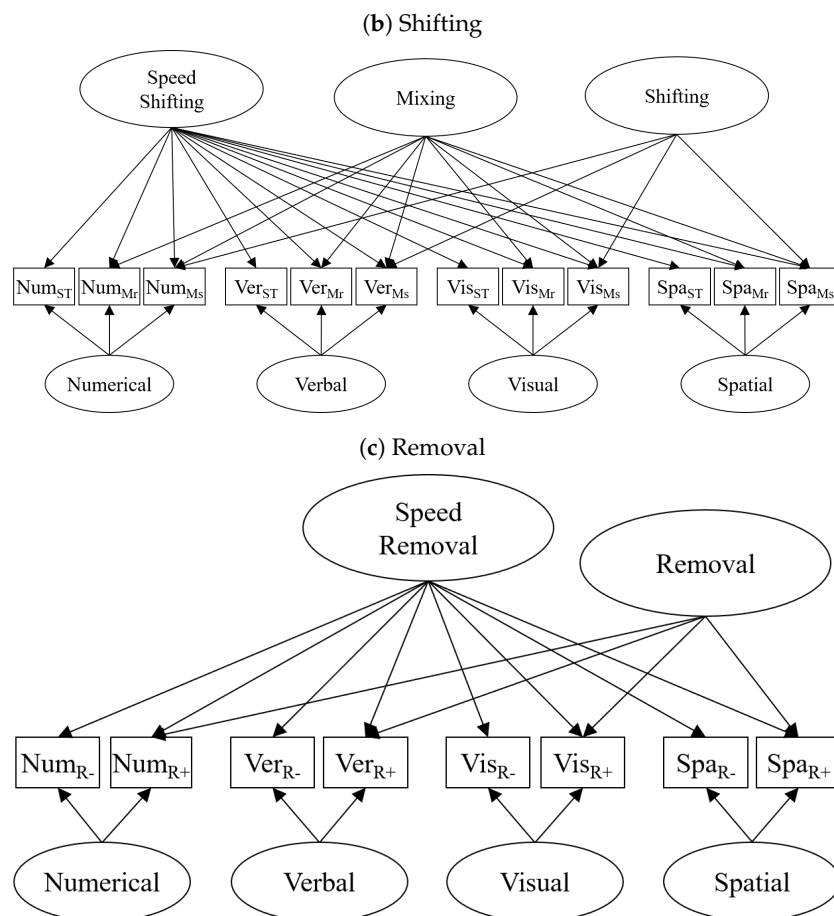 (b) Shifting
Speed
Shifting
Mixing
Shifting
NumST NumMr NumMs VerST VerMr VerMs VisST VisMr VisMs SpaST SpaMr SpaMs
Numerical Verbal Visual Spatial
(c) Removal
Speed
Removal
Removal
NumR- NumR+ VerR- VerR+ VisR- VisR+ SpaR- SpaR+
Numerical Verbal Visual Spatial